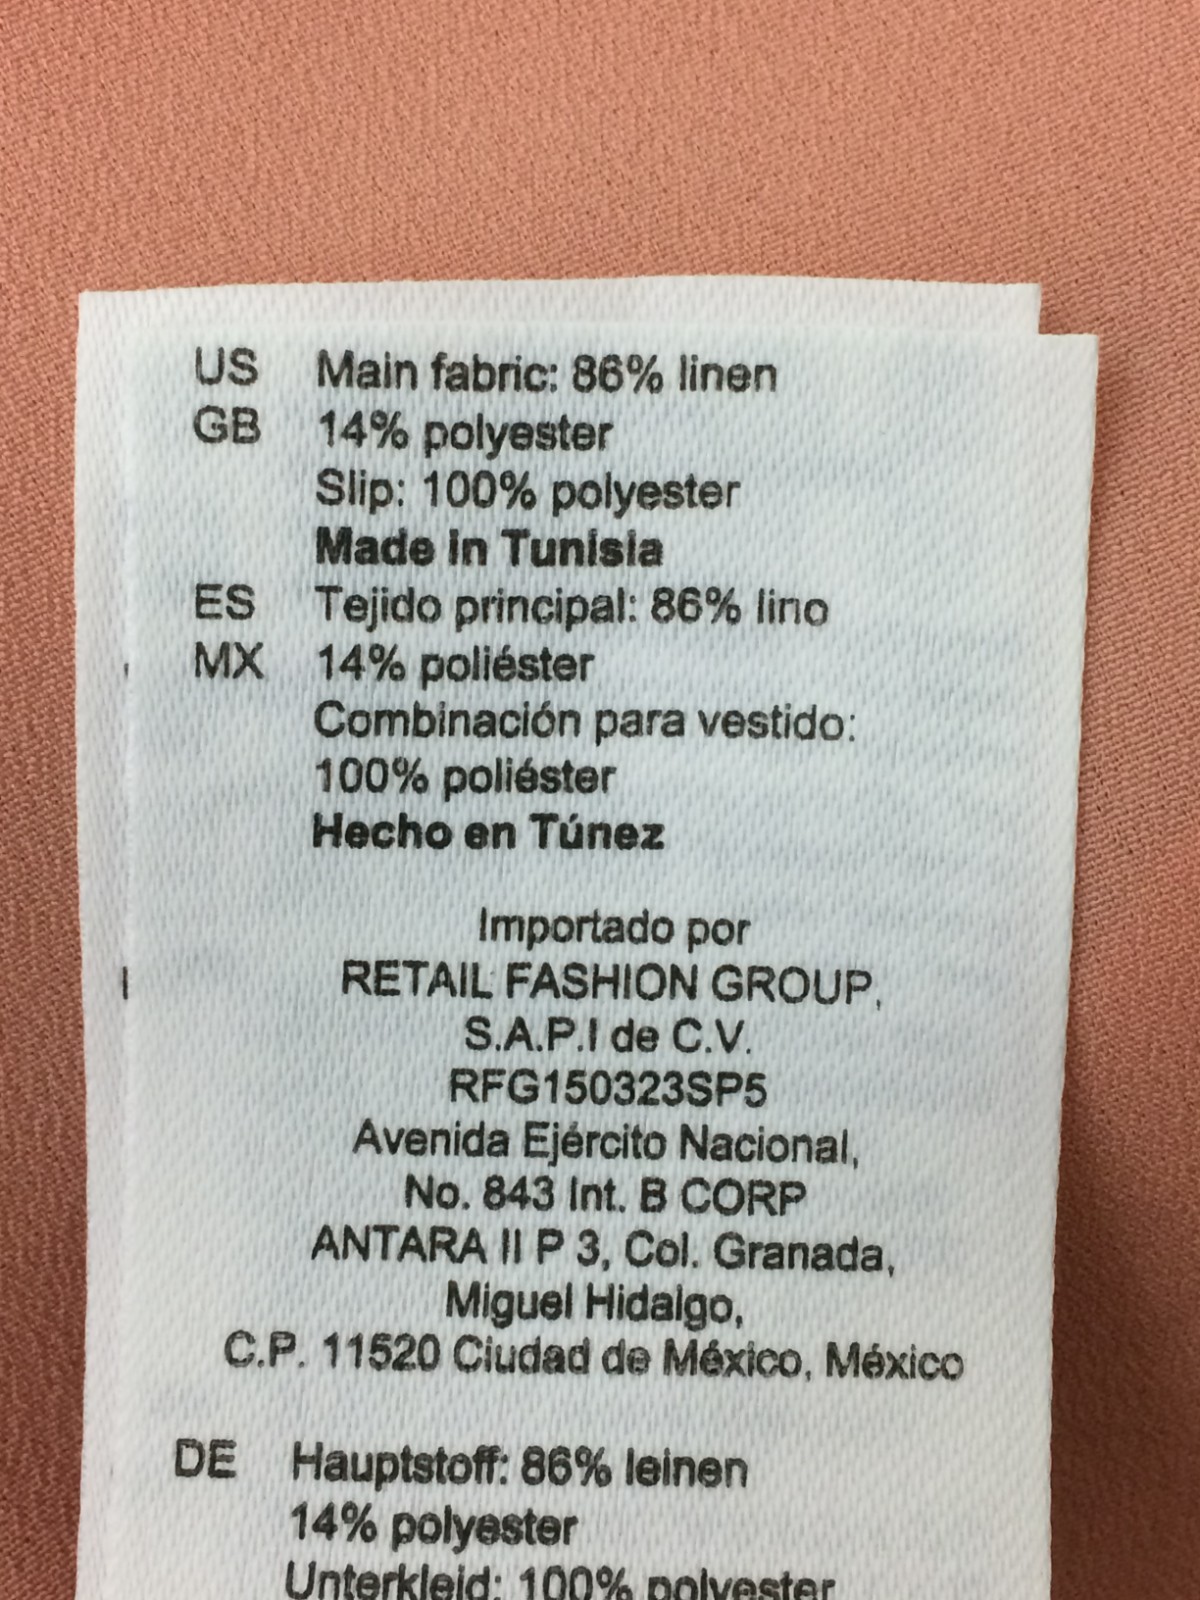 US Main fabric: 86% linen
GB 14% polyester
Slip: 100% polyester
Made in Tunisia
ES Tejido principal: 86% lino
MX 14% poliéster
Combinación para vestido:
100% poliéster
Hecho en Túnez
Importado por
RETAIL FASHION GROUP,
S.A.P.I de C.V.
RFG150323SP5
Avenida Ejército Nacional,
No. 843 Int. B CORP
ANTARA II P 3, Col. Granada,
Miguel Hidalgo,
C.P. 11520 Ciudad de México, México
DE Hauptstoff: 86% leinen
14% polyester
Unterkleid: 100% polyester